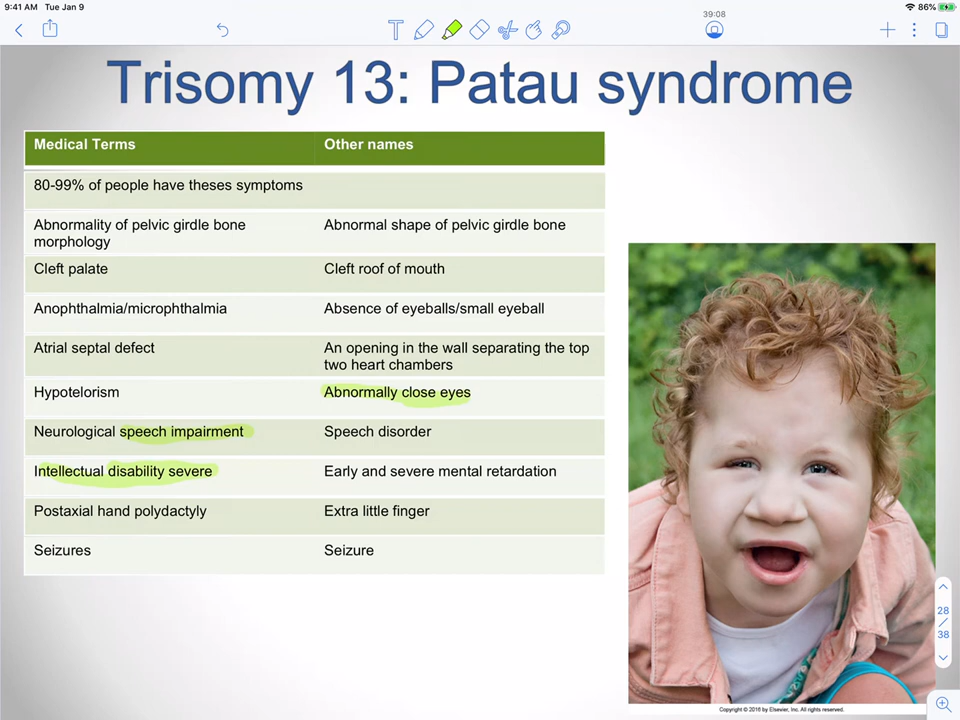 9:41 AM Tue Jan 9
86%
39:08
Trisomy 13: Patau syndrome
Medical Terms Other names
80-99% of people have theses symptoms
Abnormality of pelvic girdle bone
morphology
Abnormal shape of pelvic girdle bone
Cleft palate Cleft roof of mouth
Anophthalmia/microphthalmia Absence of eyeballs/small eyeball
Atrial septal defect
An opening in the wall separating the top
two heart chambers
Hypotelorism Abnormally close eyes
Neurological speech impairment Speech disorder
Intellectual disability severe Early and severe mental retardation
Postaxial hand polydactyly Extra little finger
Seizures Seizure
28
/
38
Copyright © 2016 by Elsevier, Inc. All rights reserved.